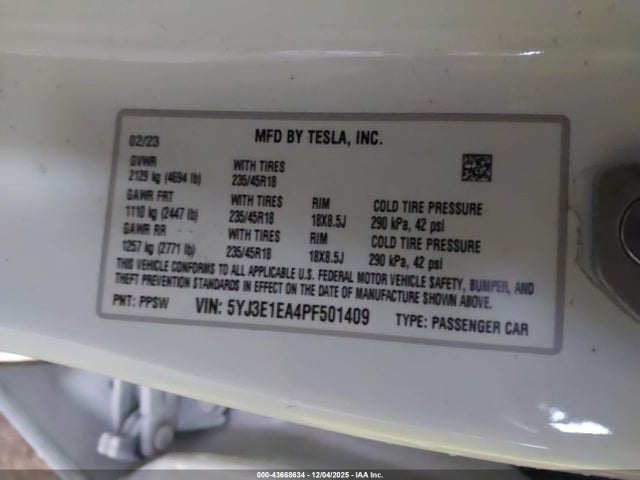 02/23 MFD BY TESLA, INC.
GVWR WITH TIRES
2129 kg (4694 lb) 235/45R18
GAWR FRT WITH TIRES RIM COLD TIRE PRESSURE
1110 kg (2447 lb) 235/45R18 18X8.5J 290 kPa, 42 psi
GAWR RR WITH TIRES RIM COLD TIRE PRESSURE
1257 kg (2771 lb) 235/45R18 18X8.5J 290 kPa, 42 psi
THIS VEHICLE CONFORMS TO ALL APPLICABLE U.S. FEDERAL MOTOR VEHICLE SAFETY, BUMPER, AND
THEFT PREVENTION STANDARDS IN EFFECT ON THE DATE OF MANUFACTURE SHOWN ABOVE.
PNT: PPSW VIN: 5YJ3E1EA4PF501409 TYPE: PASSENGER CAR
000-43668634 - 12/04/2025 - IAA Inc.